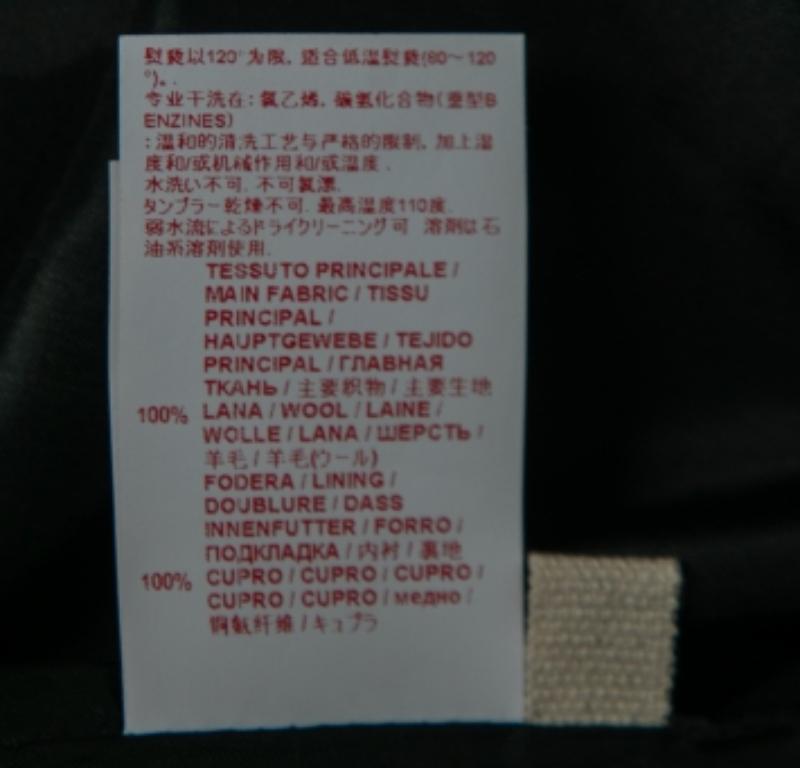 熨烫以120°为限, 适合低温熨烫(80～120
°)。.
专业干洗在: 氯乙烯, 碳氢化合物(重型B
ENZINES)
: 温和的清洗工艺与严格的限制, 加上湿
度和/或机械作用和/或温度 .
水洗い不可. 不可氯漂.
タンブラー乾燥不可. 最高温度110度.
弱水流によるドライクリーニング可 溶剤は石
油系溶剤使用.
TESSUTO PRINCIPALE /
MAIN FABRIC / TISSU
PRINCIPAL /
HAUPTGEWEBE / TEJIDO
PRINCIPAL / ГЛАВНАЯ
ТКАНЬ / 主要织物 / 主要生地
100% LANA / WOOL / LAINE /
WOLLE / LANA / ШЕРСТЬ /
羊毛 / 羊毛(ウール)
FODERA / LINING /
DOUBLURE / DASS
INNENFUTTER / FORRO /
ПОДКЛАДКА / 内衬 / 裏地
100% CUPRO / CUPRO / CUPRO /
CUPRO / CUPRO / медно /
铜氨纤维 / キュプラ